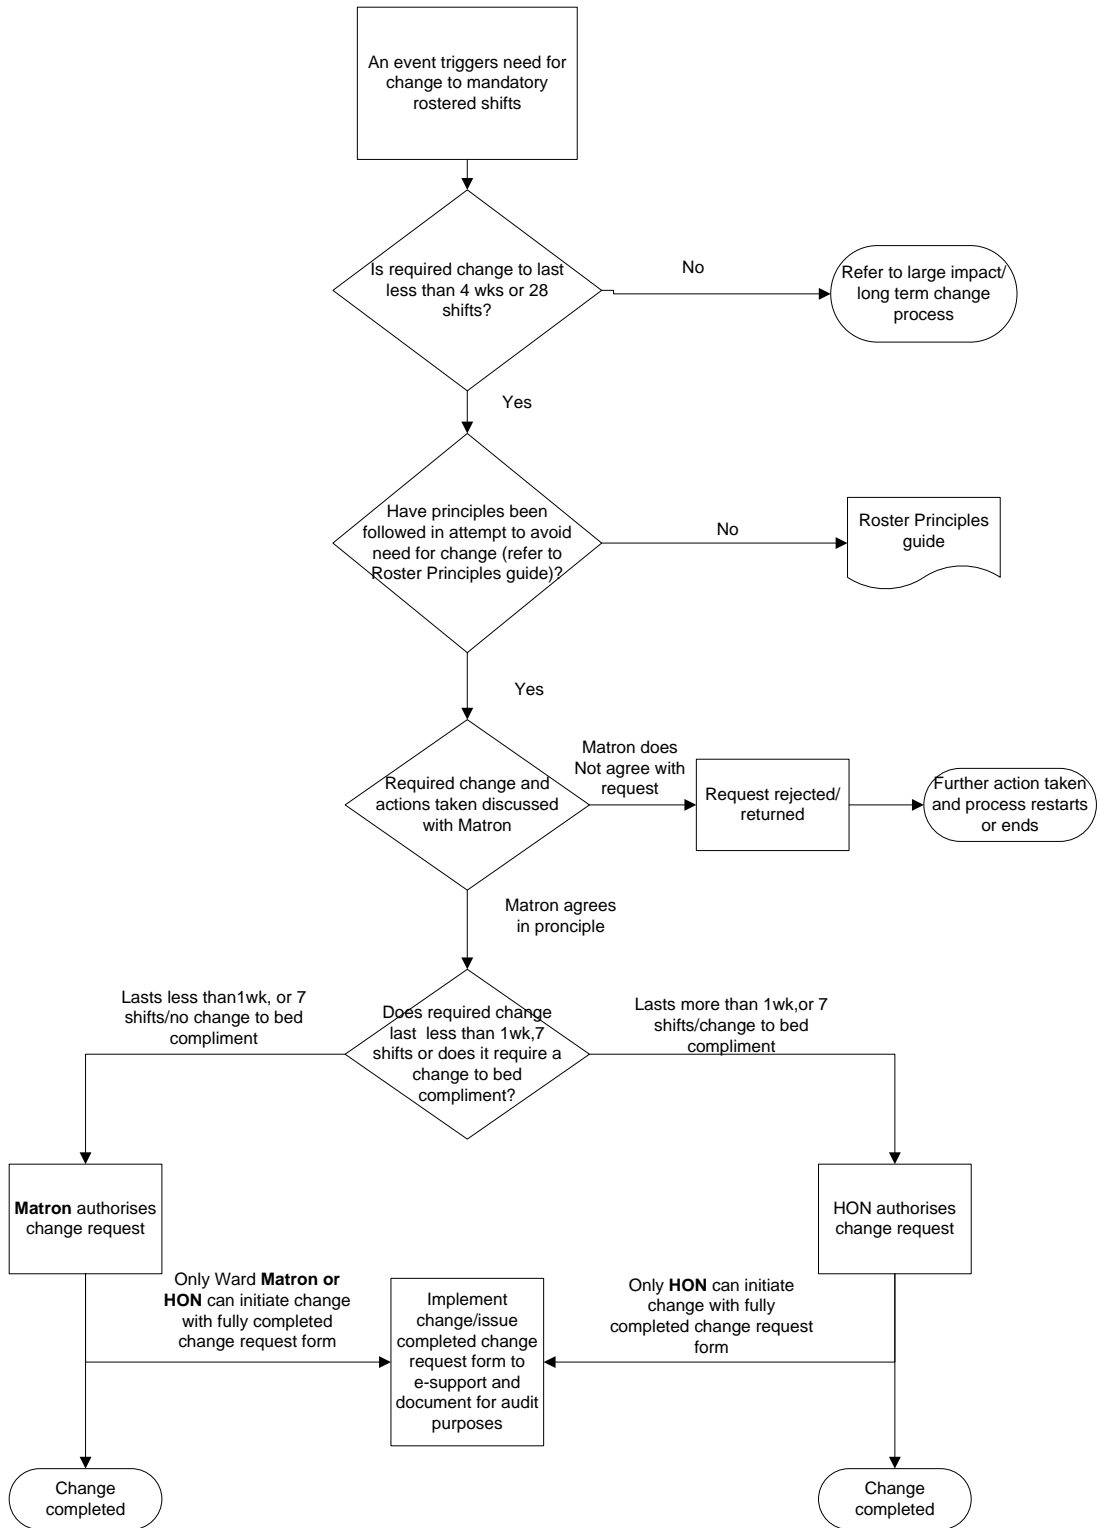 An event triggers need for
change to mandatory
rostered shifts
Is required change to last
less than 4 wks or 28
shifts?
No
Refer to large impact/
long term change
process
Yes
Have principles been
followed in attempt to avoid
need for change (refer to
Roster Principles guide)?
No
Roster Principles
guide
Yes
Required change and
actions taken discussed
with Matron
Matron does
Not agree with
request
Request rejected/
returned
Further action taken
and process restarts
or ends
Matron agrees
in pronciple
Lasts less than1wk, or 7
shifts/no change to bed
compliment
Does required change
last  less than 1wk,7
shifts or does it require a
change to bed
compliment?
Lasts more than 1wk,or 7
shifts/change to bed
compliment
Matron authorises
change request
HON authorises
change request
Only Ward Matron or
HON can initiate change
with fully completed
change request form
Implement
change/issue
completed change
request form to
e-support and
document for audit
purposes
Only HON can initiate
change with fully
completed change request
form
Change
completed
Change
completed